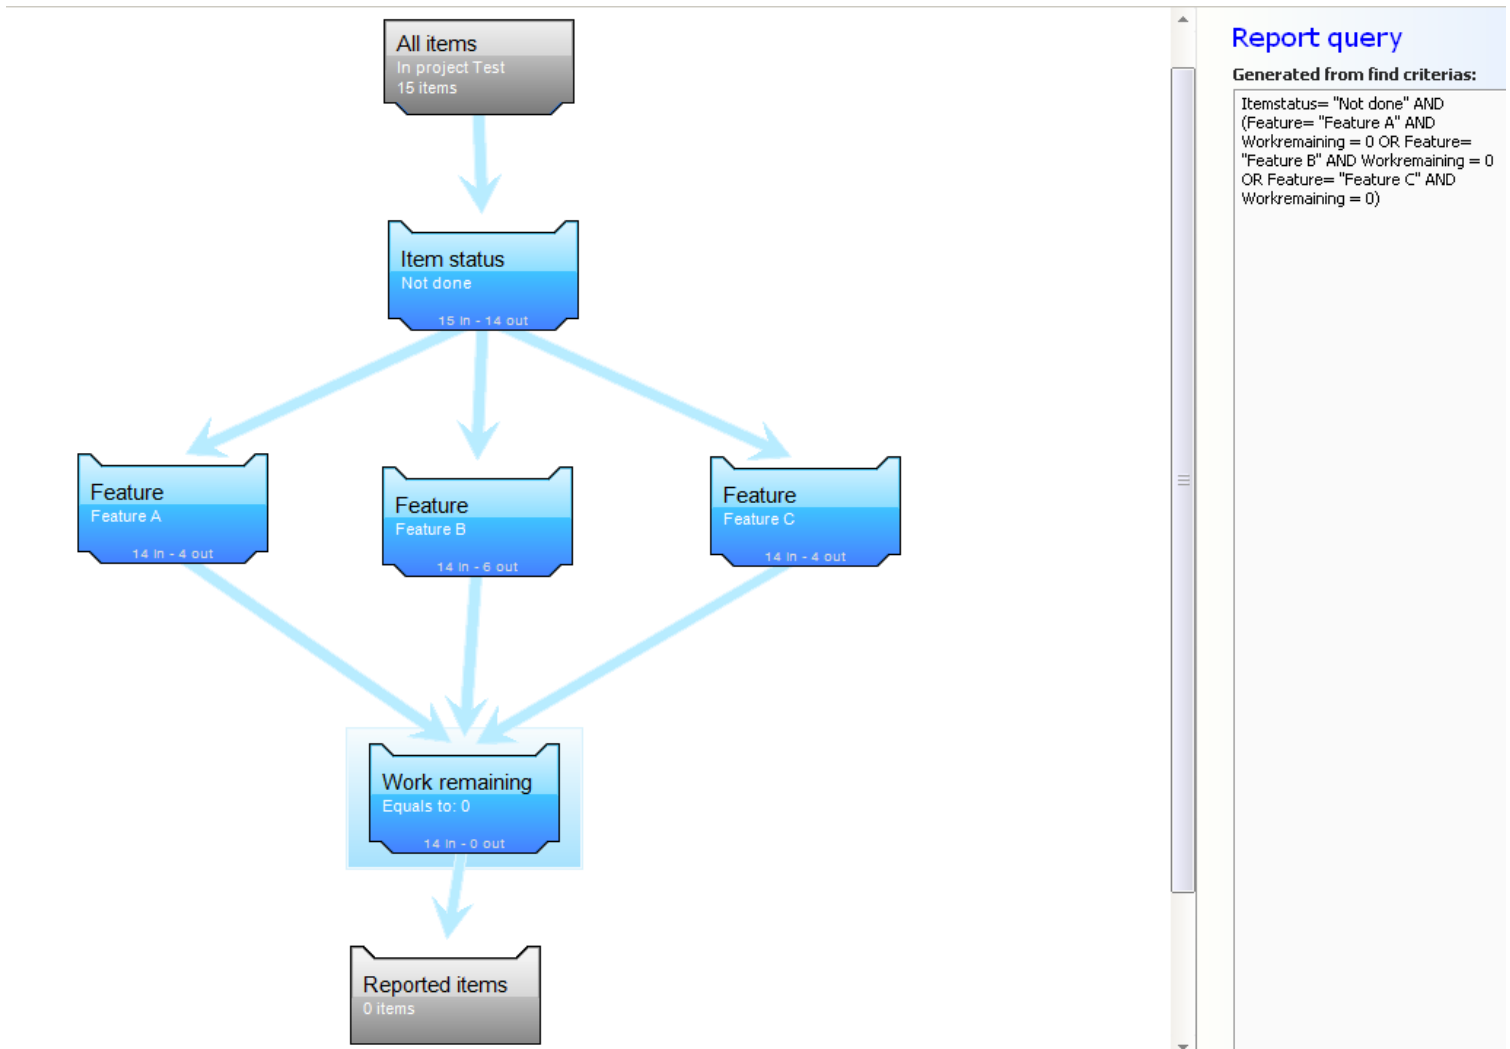 All items
In project Test
15 items
Item status
Not done
15 in - 14 out
Feature
Feature A
14 in - 4 out
Feature
Feature B
14 in - 6 out
Feature
Feature C
14 in - 4 out
Work remaining
Equals to: 0
14 in - 0 out
Reported items
0 items
Report query
Generated from find criterias:
Itemstatus= "Not done" AND
(Feature= "Feature A" AND
Workremaining = 0 OR Feature=
"Feature B" AND Workremaining = 0
OR Feature= "Feature C" AND
Workremaining = 0)